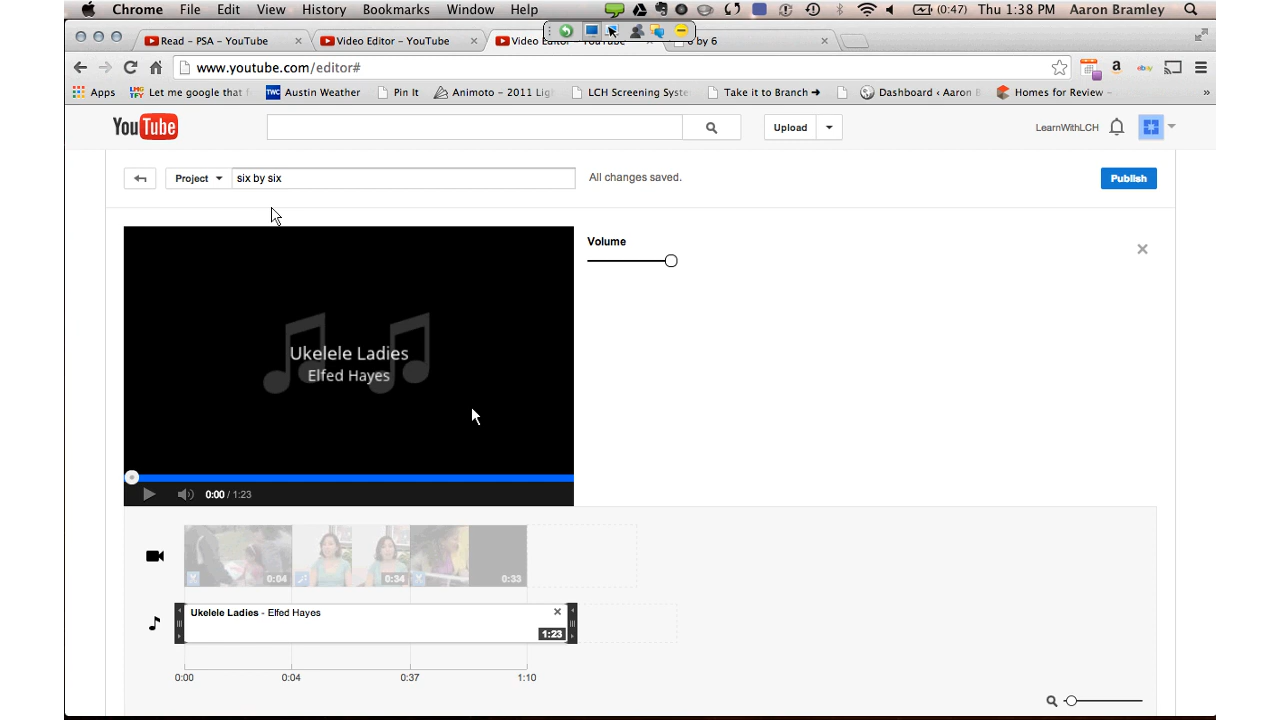 Chrome File Edit View History Bookmarks Window Help (0:47) Thu 1:38 PM Aaron Bramley
Read – PSA – YouTube × Video Editor – YouTube × Video by 6 ×
www.youtube.com/editor#
Apps LMG TFY Let me google that TWC Austin Weather Pin It Animoto – 2011 LCH Screening Take it to Branch → Dashboard ‹ Aaron ebay Homes for Review – »
YouTube Upload LearnWithLCH
Project six by six All changes saved. Publish
Volume
Ukelele Ladies
Elfed Hayes
0:00 / 1:23
0:04 0:34 0:33
Ukelele Ladies - Elfed Hayes
1:23
0:00 0:04 0:37 1:10